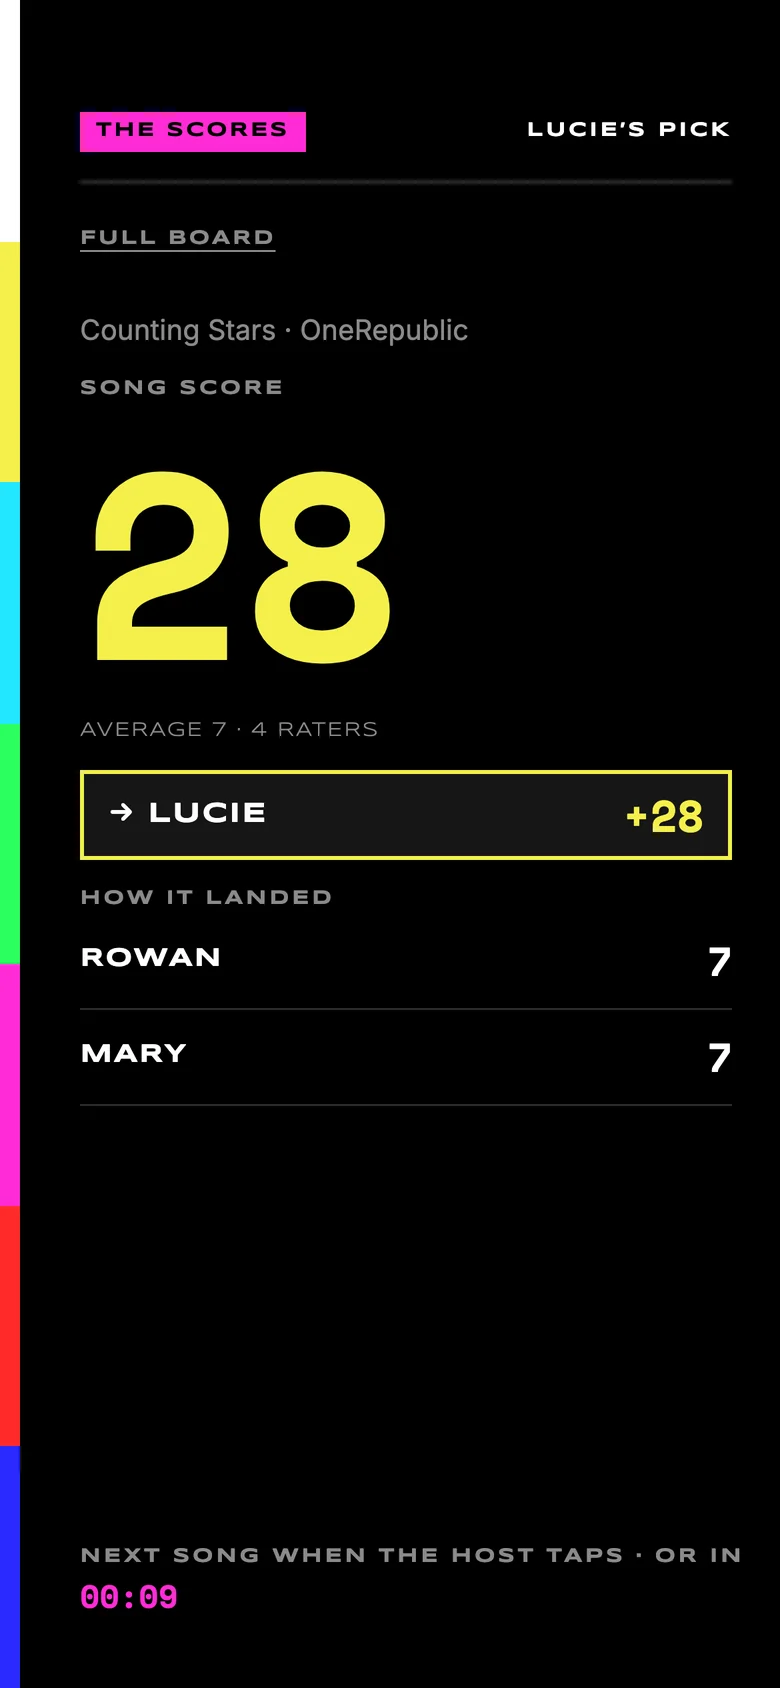 THE SCORES
LUCIE'S PICK
FULL BOARD
Counting Stars · OneRepublic
SONG SCORE
28
AVERAGE 7 · 4 RATERS
→ LUCIE +28
HOW IT LANDED
ROWAN 7
MARY 7
NEXT SONG WHEN THE HOST TAPS · OR IN
00:09